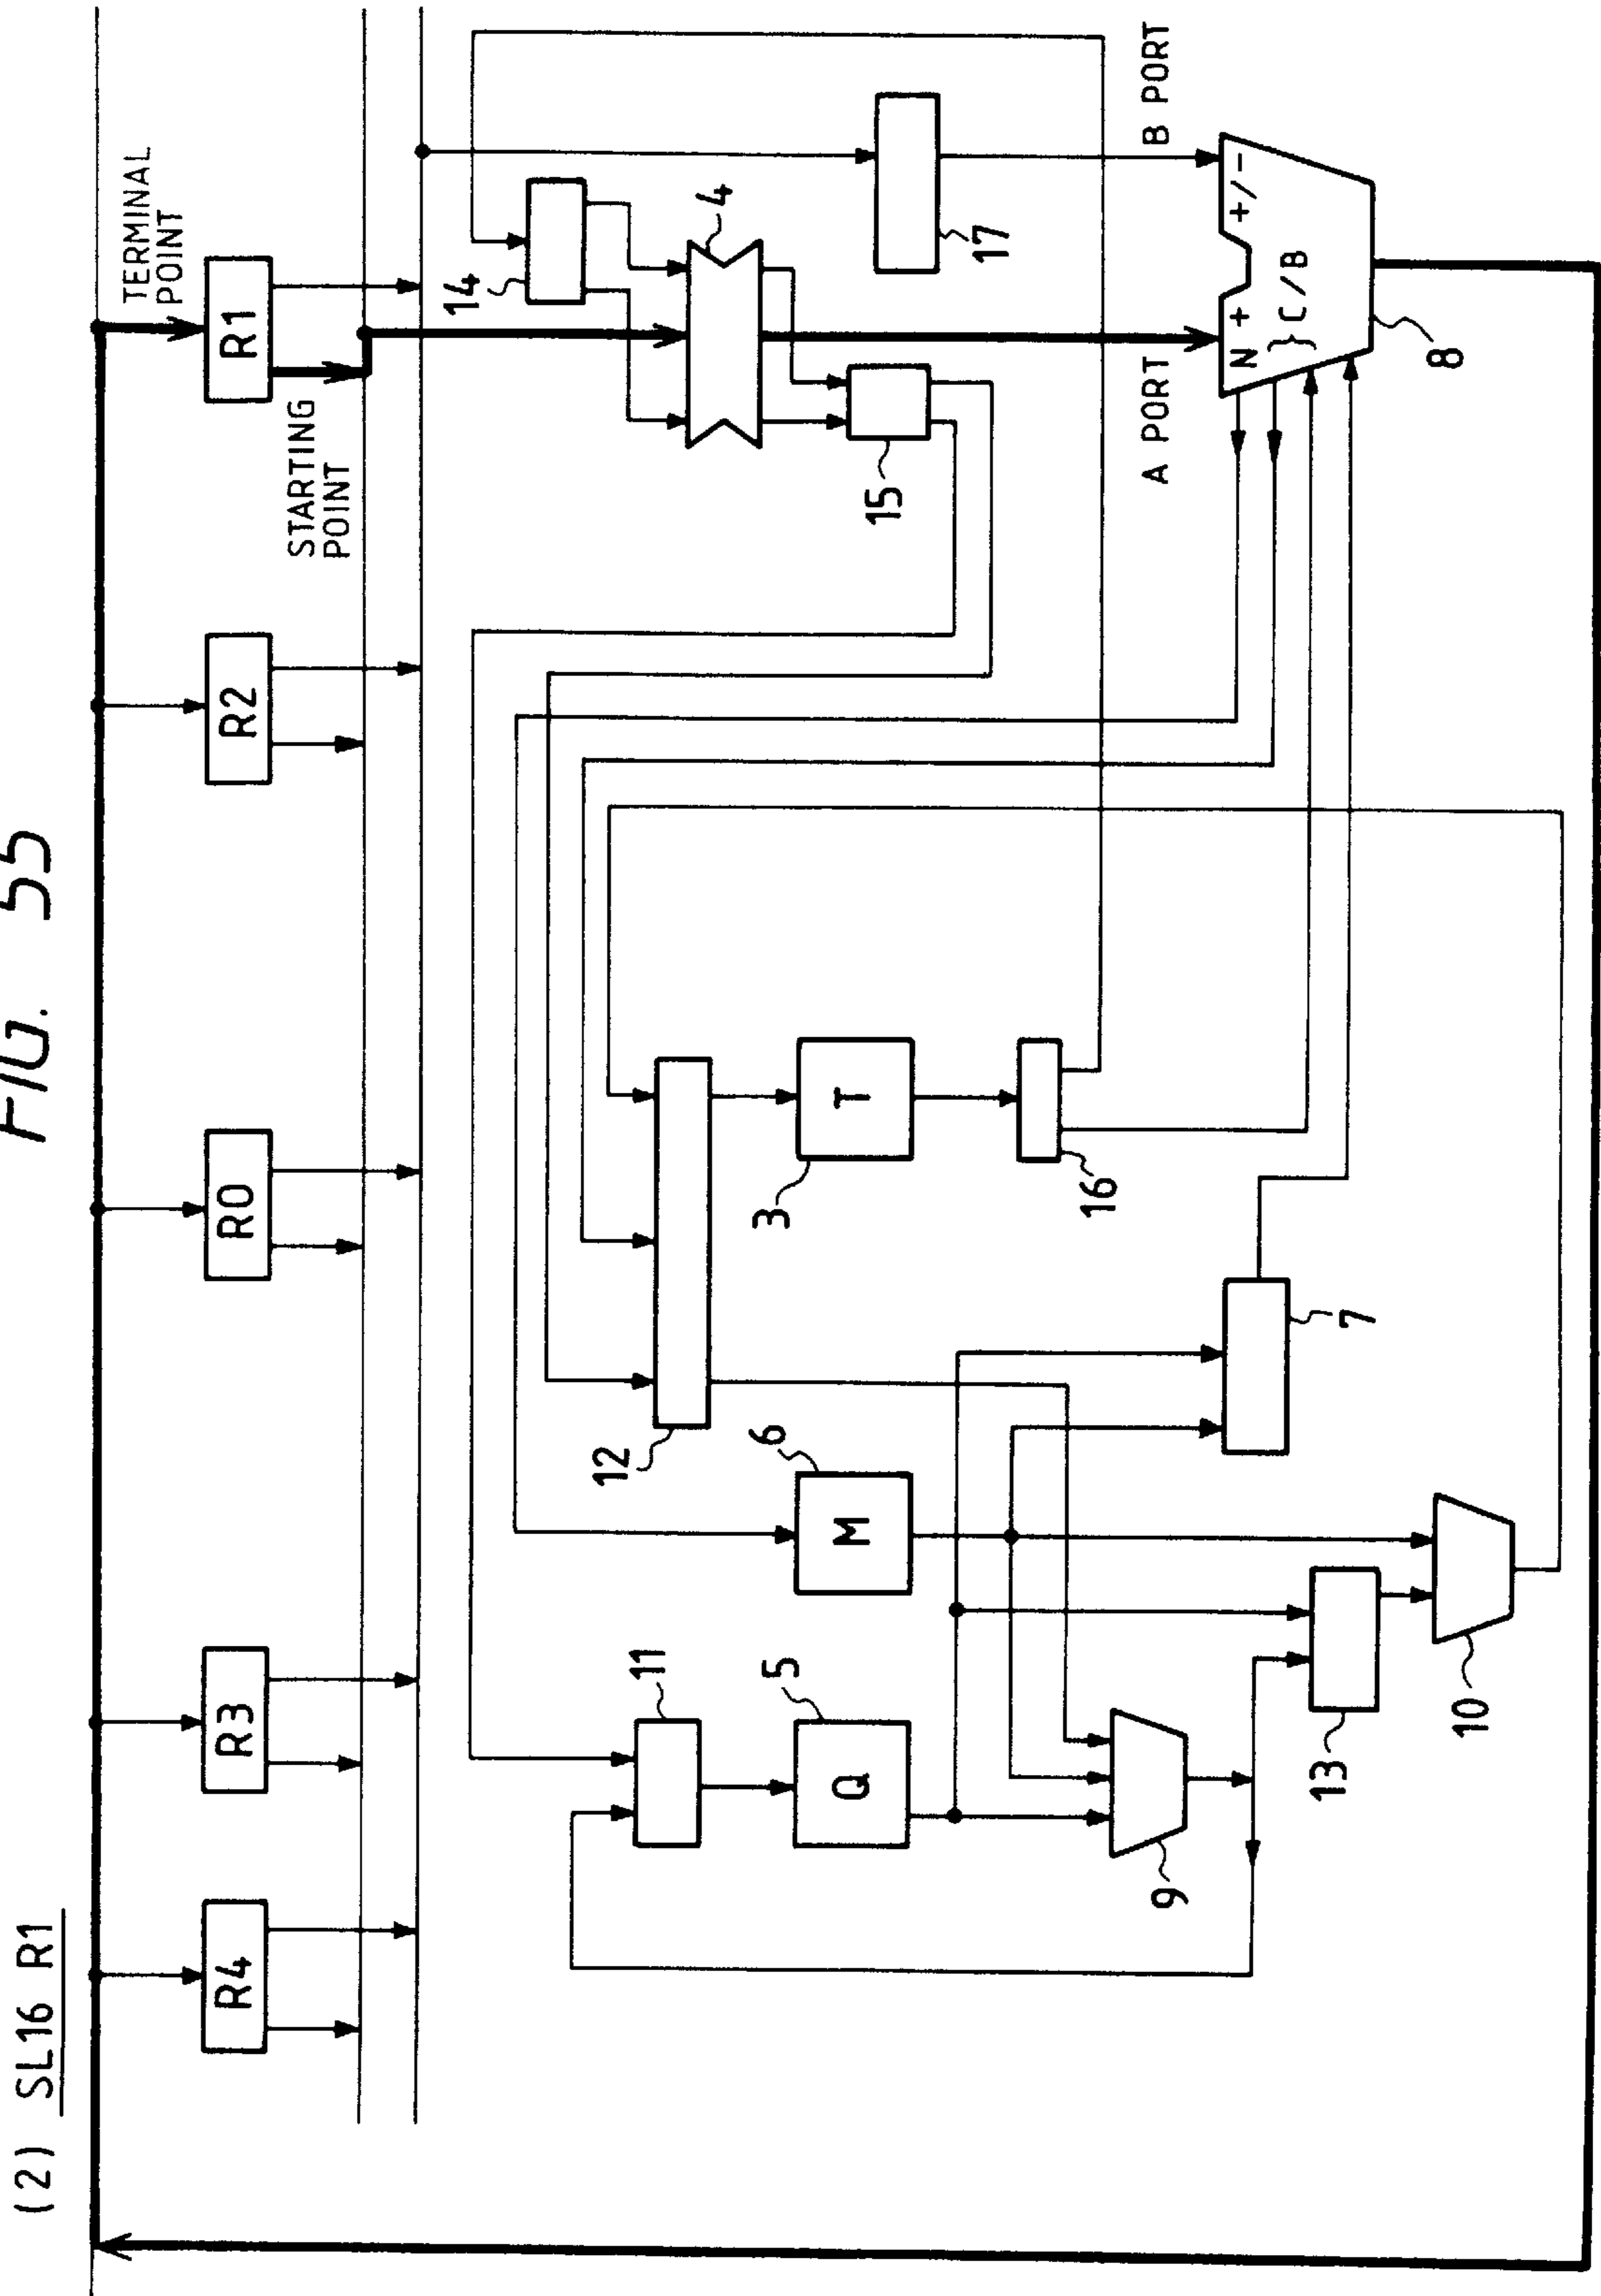 FIG. 55
(2) SL16 R1
R4
R3
R0
R2
R1
TERMINAL
POINT
STARTING
POINT
14
4
15
17
A PORT
B PORT
N +
+/-
} C/B
8
12
11
5
Q
6
M
3
T
16
7
9
13
10